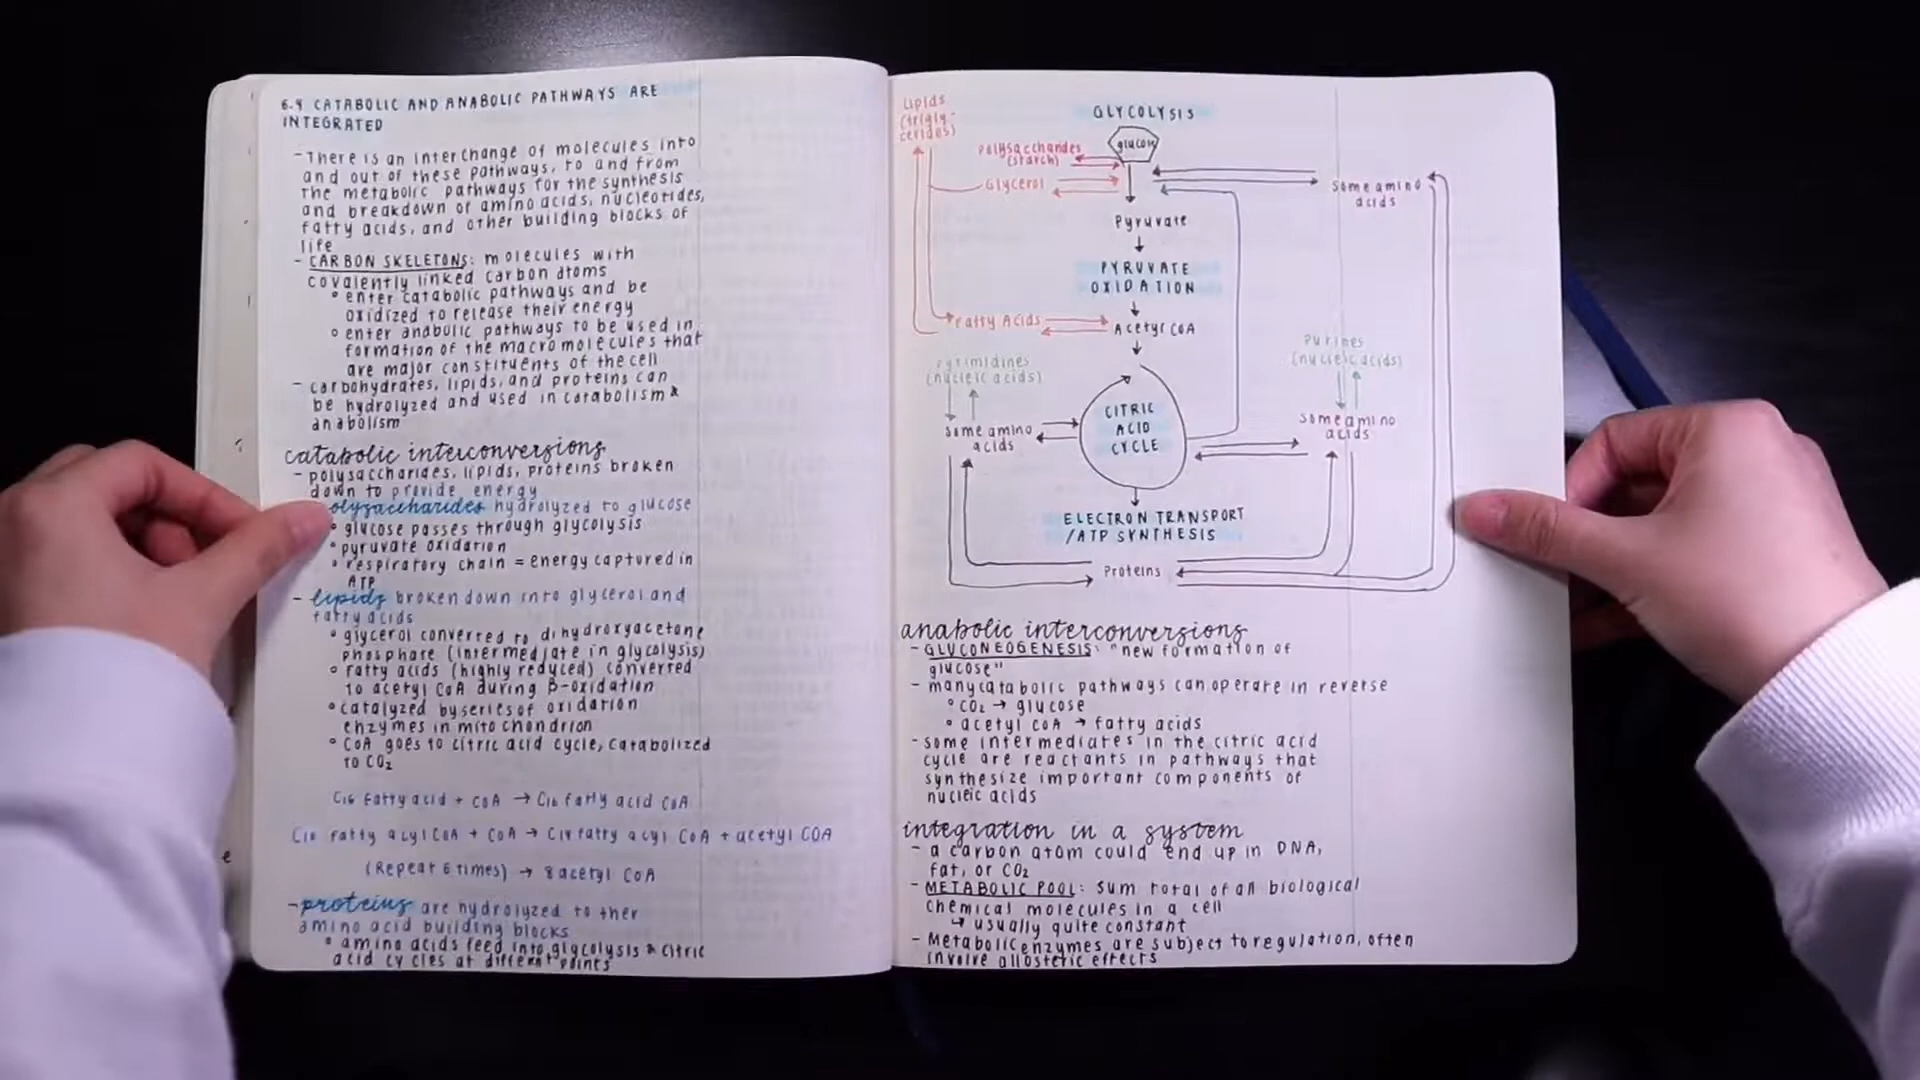 6.4 CATABOLIC AND ANABOLIC PATHWAYS ARE
INTEGRATED
- There is an interchange of molecules into
and out of these pathways, to and from
the metabolic pathways for the synthesis
and breakdown of amino acids, nucleotides,
fatty acids, and other building blocks of
life
- CARBON SKELETONS: molecules with
covalently linked carbon atoms
° enter catabolic pathways and be
oxidized to release their energy
° enter anabolic pathways to be used in
formation of the macromolecules that
are major constituents of the cell
- carbohydrates, lipids, and proteins can
be hydrolyzed and used in catabolism &
anabolism
catabolic interconversions
- polysaccharides, lipids, proteins broken
down to provide energy
olysaccharides hydrolyzed to glucose
° glucose passes through glycolysis
° pyruvate oxidation
° respiratory chain = energy captured in
ATP
- lipids broken down into glycerol and
fatty acids
° glycerol converted to dihydroxyacetone
phosphate (intermediate in glycolysis)
° fatty acids (highly reduced) converted
to acetyl CoA during β-oxidation
° catalyzed by series of oxidation
enzymes in mitochondrion
° CoA goes to citric acid cycle, catabolized
to CO₂
C16 fatty acid + CoA → C16 fatty acid CoA
fatty acyl CoA + CoA → fatty acyl CoA + acetyl COA
(Repeat 6 times) → 8 acetyl CoA
- proteins are hydrolyzed to ther
amino acid building blocks
° amino acids feed into glycolysis & citric
acid cycles at different points
Lipids
(trigly-
cerides)
GLYCOLYSIS
glucose
Polysaccharides
(starch)
Glycerol
Some amino
acids
Pyruvate
PYRUVATE
OXIDATION
Fatty Acids
Acetyl CoA
Pyrimidines
(nucleic acids)
Purines
(nucleic acids)
CITRIC
ACID
CYCLE
Some amino
acids
Some amino
acids
ELECTRON TRANSPORT
/ATP SYNTHESIS
Proteins
anabolic interconversions
- GLUCONEOGENESIS: "new formation of
glucose"
- many catabolic pathways can operate in reverse
° CO₂ → glucose
° acetyl CoA → fatty acids
- some intermediates in the citric acid
cycle are reactants in pathways that
synthesize important components of
nucleic acids
integration in a system
- a carbon atom could end up in DNA,
fat, or CO₂
- METABOLIC POOL: sum total of all biological
chemical molecules in a cell
↳ usually quite constant
- Metabolic enzymes are subject to regulation, often
involve allosteric effects